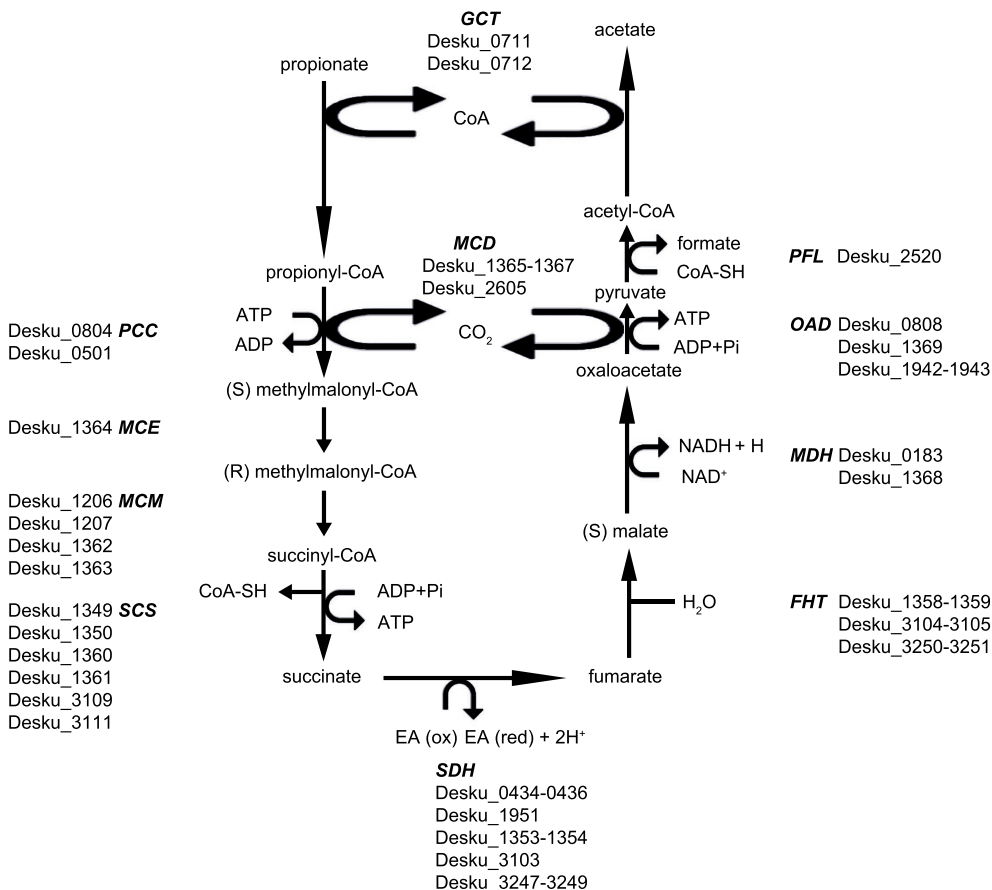 GCT
Desku_0711
Desku_0712
acetate
propionate
CoA
acetyl-CoA
formate
CoA-SH
PFL Desku_2520
MCD
Desku_1365-1367
Desku_2605
propionyl-CoA
pyruvate
ATP
ADP
CO2
ATP
ADP+Pi
Desku_0804 PCC
Desku_0501
OAD Desku_0808
Desku_1369
Desku_1942-1943
oxaloacetate
(S) methylmalonyl-CoA
Desku_1364 MCE
NADH + H
NAD+
MDH Desku_0183
Desku_1368
(R) methylmalonyl-CoA
Desku_1206 MCM
Desku_1207
Desku_1362
Desku_1363
(S) malate
succinyl-CoA
CoA-SH
ADP+Pi
ATP
H2O
FHT Desku_1358-1359
Desku_3104-3105
Desku_3250-3251
Desku_1349 SCS
Desku_1350
Desku_1360
Desku_1361
Desku_3109
Desku_3111
succinate
fumarate
EA (ox) EA (red) + 2H+
SDH
Desku_0434-0436
Desku_1951
Desku_1353-1354
Desku_3103
Desku_3247-3249